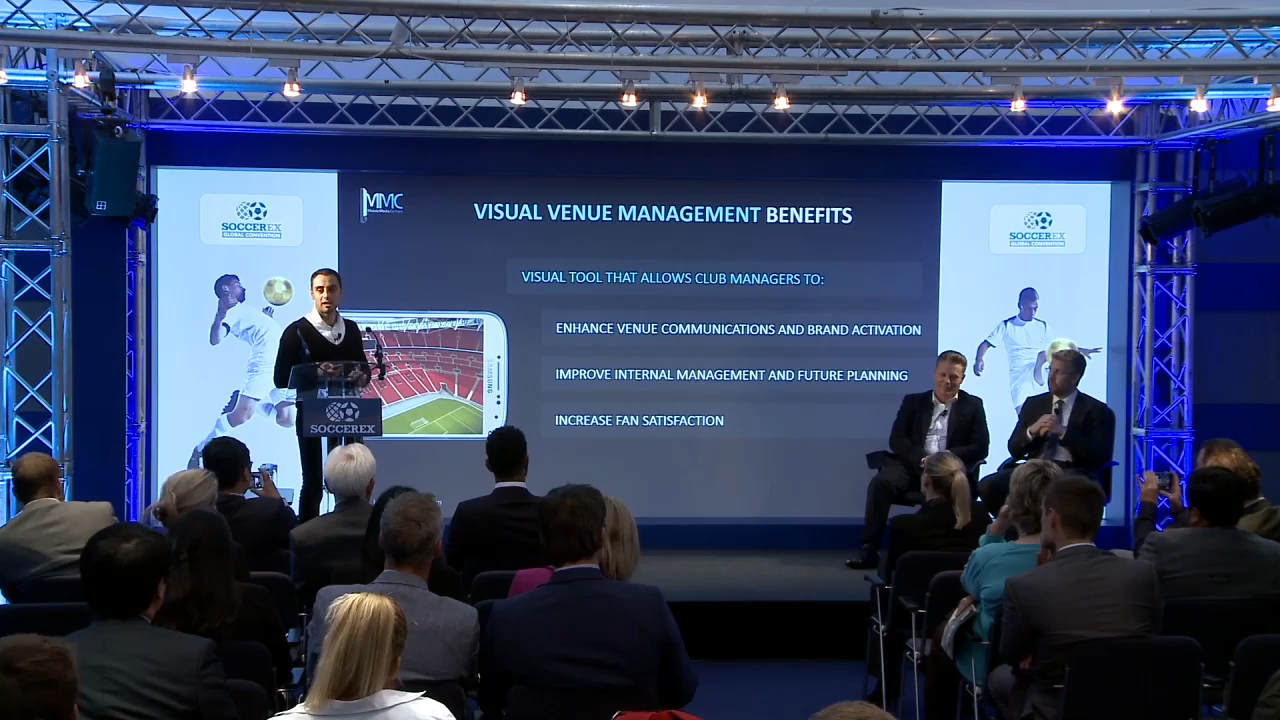 SOCCEREX
GLOBAL CONVENTION
MMC
VISUAL VENUE MANAGEMENT BENEFITS
SOCCEREX
GLOBAL CONVENTION
VISUAL TOOL THAT ALLOWS CLUB MANAGERS TO:
ENHANCE VENUE COMMUNICATIONS AND BRAND ACTIVATION
IMPROVE INTERNAL MANAGEMENT AND FUTURE PLANNING
INCREASE FAN SATISFACTION
SAMSUNG
SOCCEREX